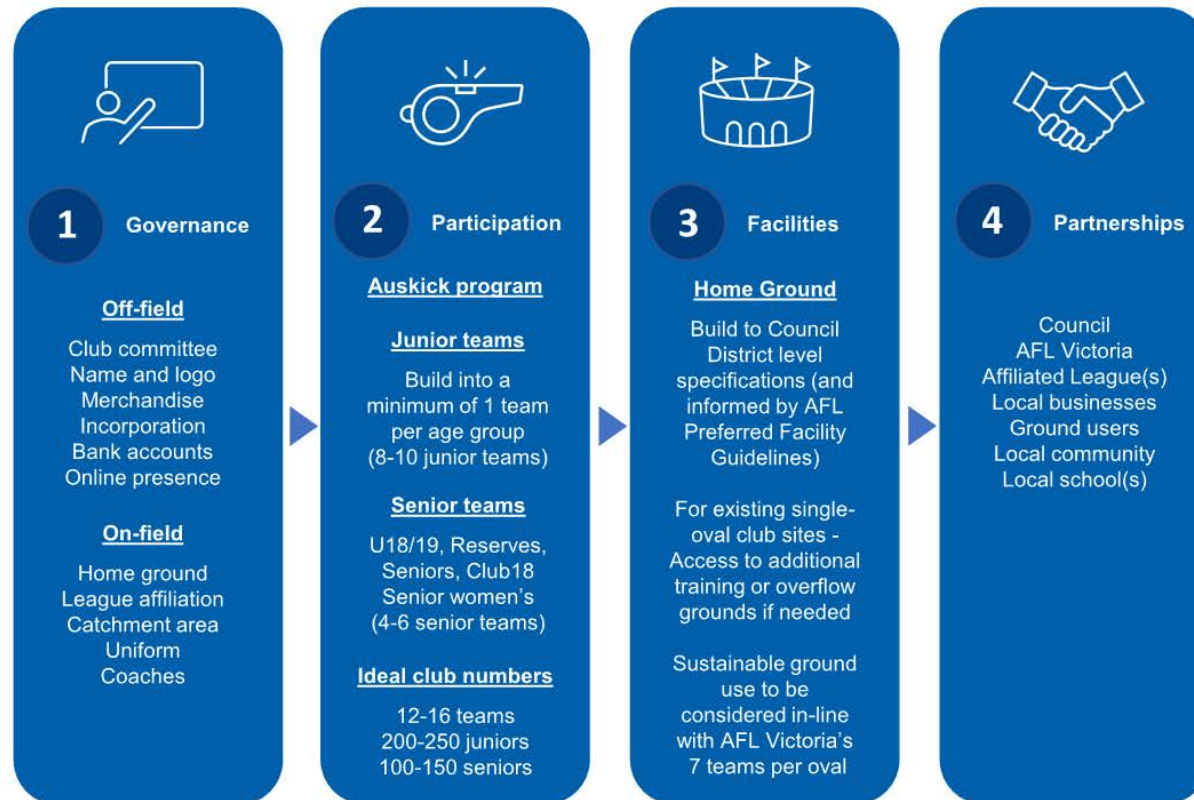 1 Governance
Off-field
Club committee
Name and logo
Merchandise
Incorporation
Bank accounts
Online presence
On-field
Home ground
League affiliation
Catchment area
Uniform
Coaches
2 Participation
Auskick program
Junior teams
Build into a
minimum of 1 team
per age group
(8-10 junior teams)
Senior teams
U18/19, Reserves,
Seniors, Club18
Senior women's
(4-6 senior teams)
Ideal club numbers
12-16 teams
200-250 juniors
100-150 seniors
3 Facilities
Home Ground
Build to Council
District level
specifications (and
informed by AFL
Preferred Facility
Guidelines)
For existing single-
oval club sites -
Access to additional
training or overflow
grounds if needed
Sustainable ground
use to be
considered in-line
with AFL Victoria's
7 teams per oval
4 Partnerships
Council
AFL Victoria
Affiliated League(s)
Local businesses
Ground users
Local community
Local school(s)